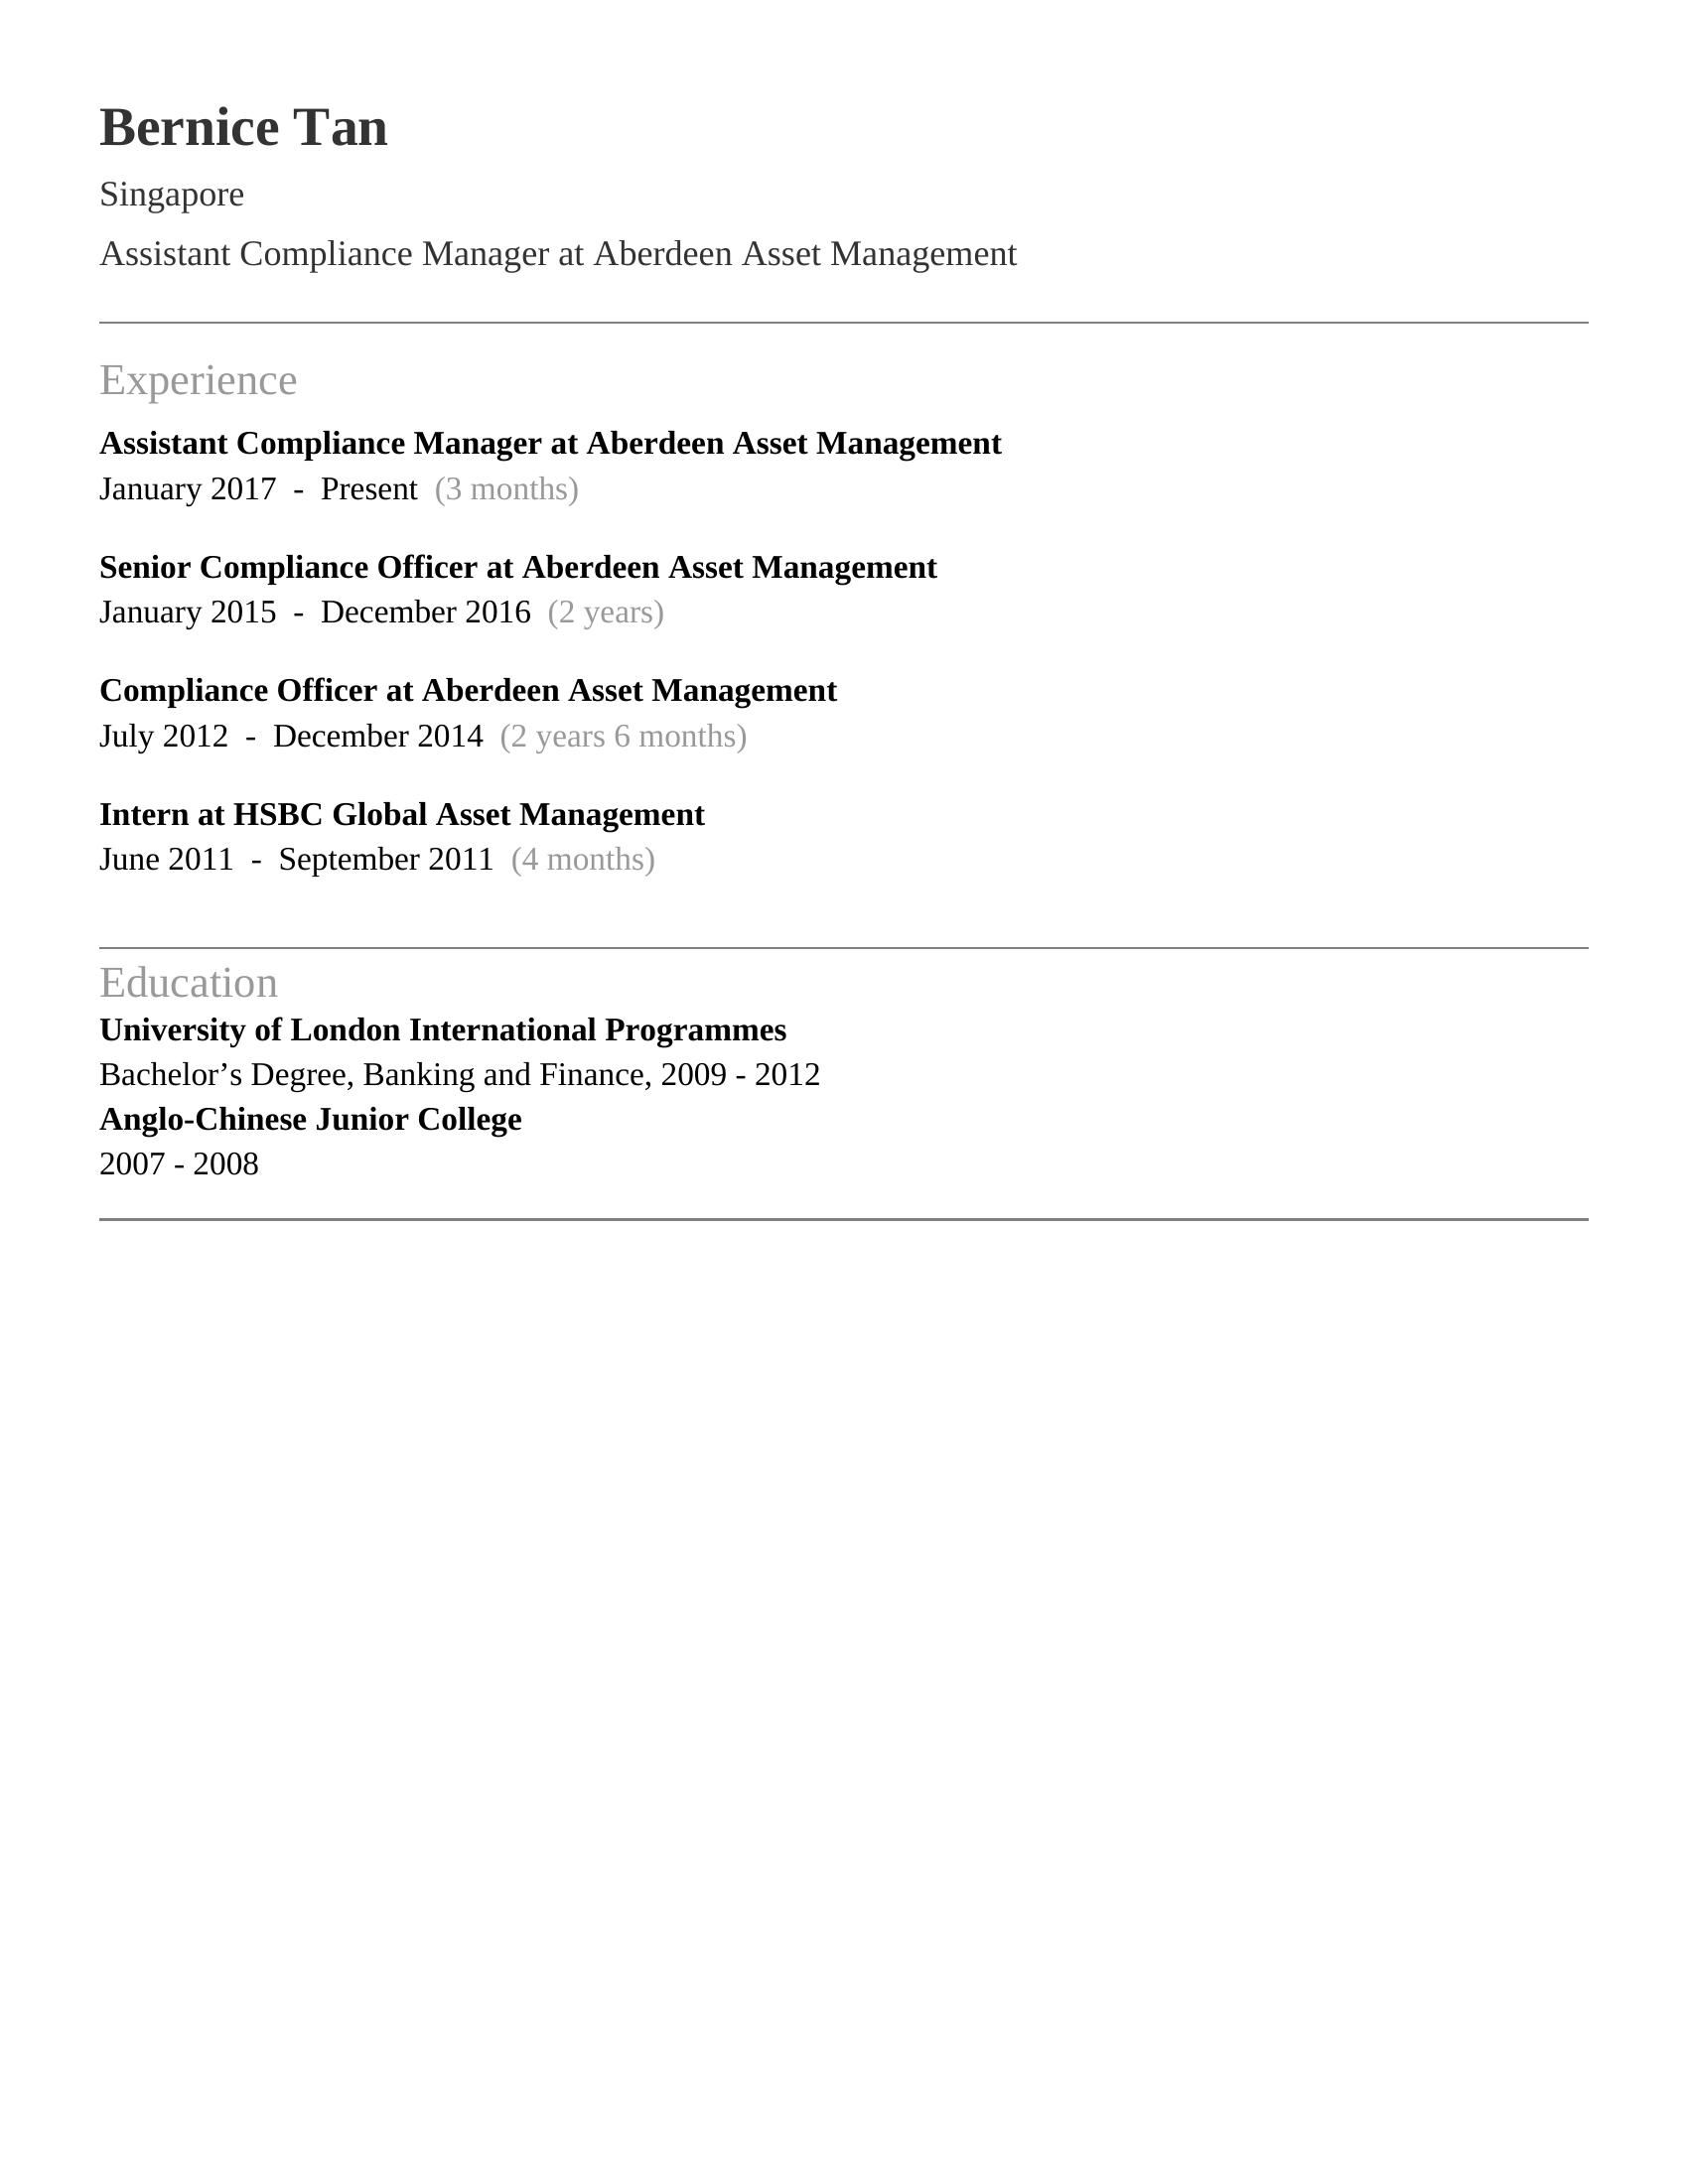 Bernice Tan
Singapore
Assistant Compliance Manager at Aberdeen Asset Management
Experience
Assistant Compliance Manager at Aberdeen Asset Management
January 2017 - Present (3 months)
Senior Compliance Officer at Aberdeen Asset Management
January 2015 - December 2016 (2 years)
Compliance Officer at Aberdeen Asset Management
July 2012 - December 2014 (2 years 6 months)
Intern at HSBC Global Asset Management
June 2011 - September 2011 (4 months)
Education
University of London International Programmes
Bachelor’s Degree, Banking and Finance, 2009 - 2012
Anglo-Chinese Junior College
2007 - 2008